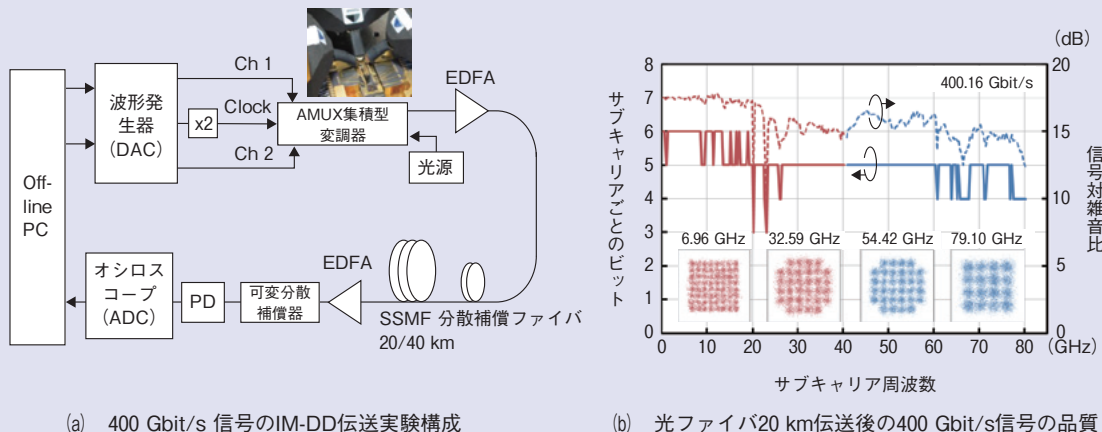 Off-
line
PC
波形発
生器
(DAC)
x2
Ch 1
Clock
Ch 2
AMUX集積型
変調器
光源
EDFA
EDFA
SSMF 分散補償ファイバ
20/40 km
可変分散
補償器
PD
オシロス
コープ
(ADC)
(a) 400 Gbit/s 信号のIM-DD伝送実験構成
サブキャリアごとのビット
8
7
6
5
4
3
2
1
0
400.16 Gbit/s
6.96 GHz 32.59 GHz 54.42 GHz 79.10 GHz
0 10 20 30 40 50 60 70 80 (GHz)
サブキャリア周波数
(dB)
20
15
10
5
0
信号対雑音比
(b) 光ファイバ20 km伝送後の400 Gbit/s信号の品質